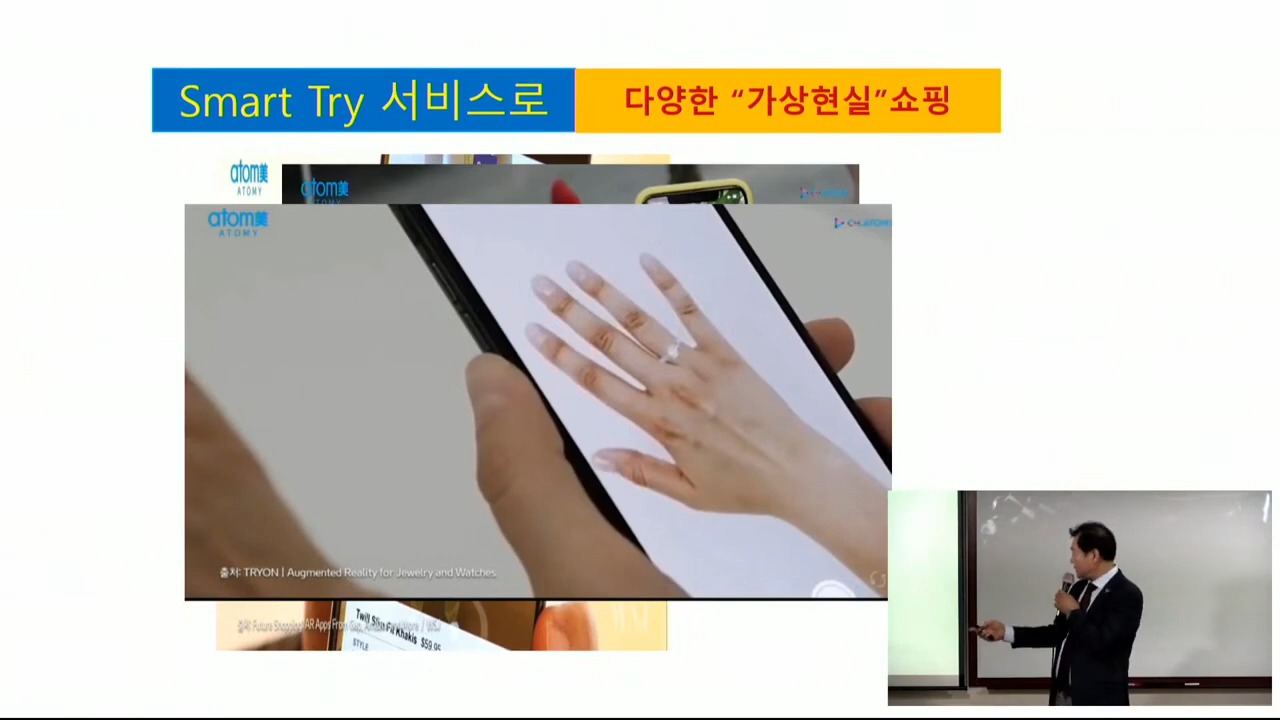 Smart Try 서비스로
다양한 “가상현실”쇼핑
atom美
ATOMY
atom美
ATOMY
atom美
ATOMY
출처: TRYON | Augmented Reality for Jewelry and Watches
Twill Slim Fit Khakis $59.95
STYLE